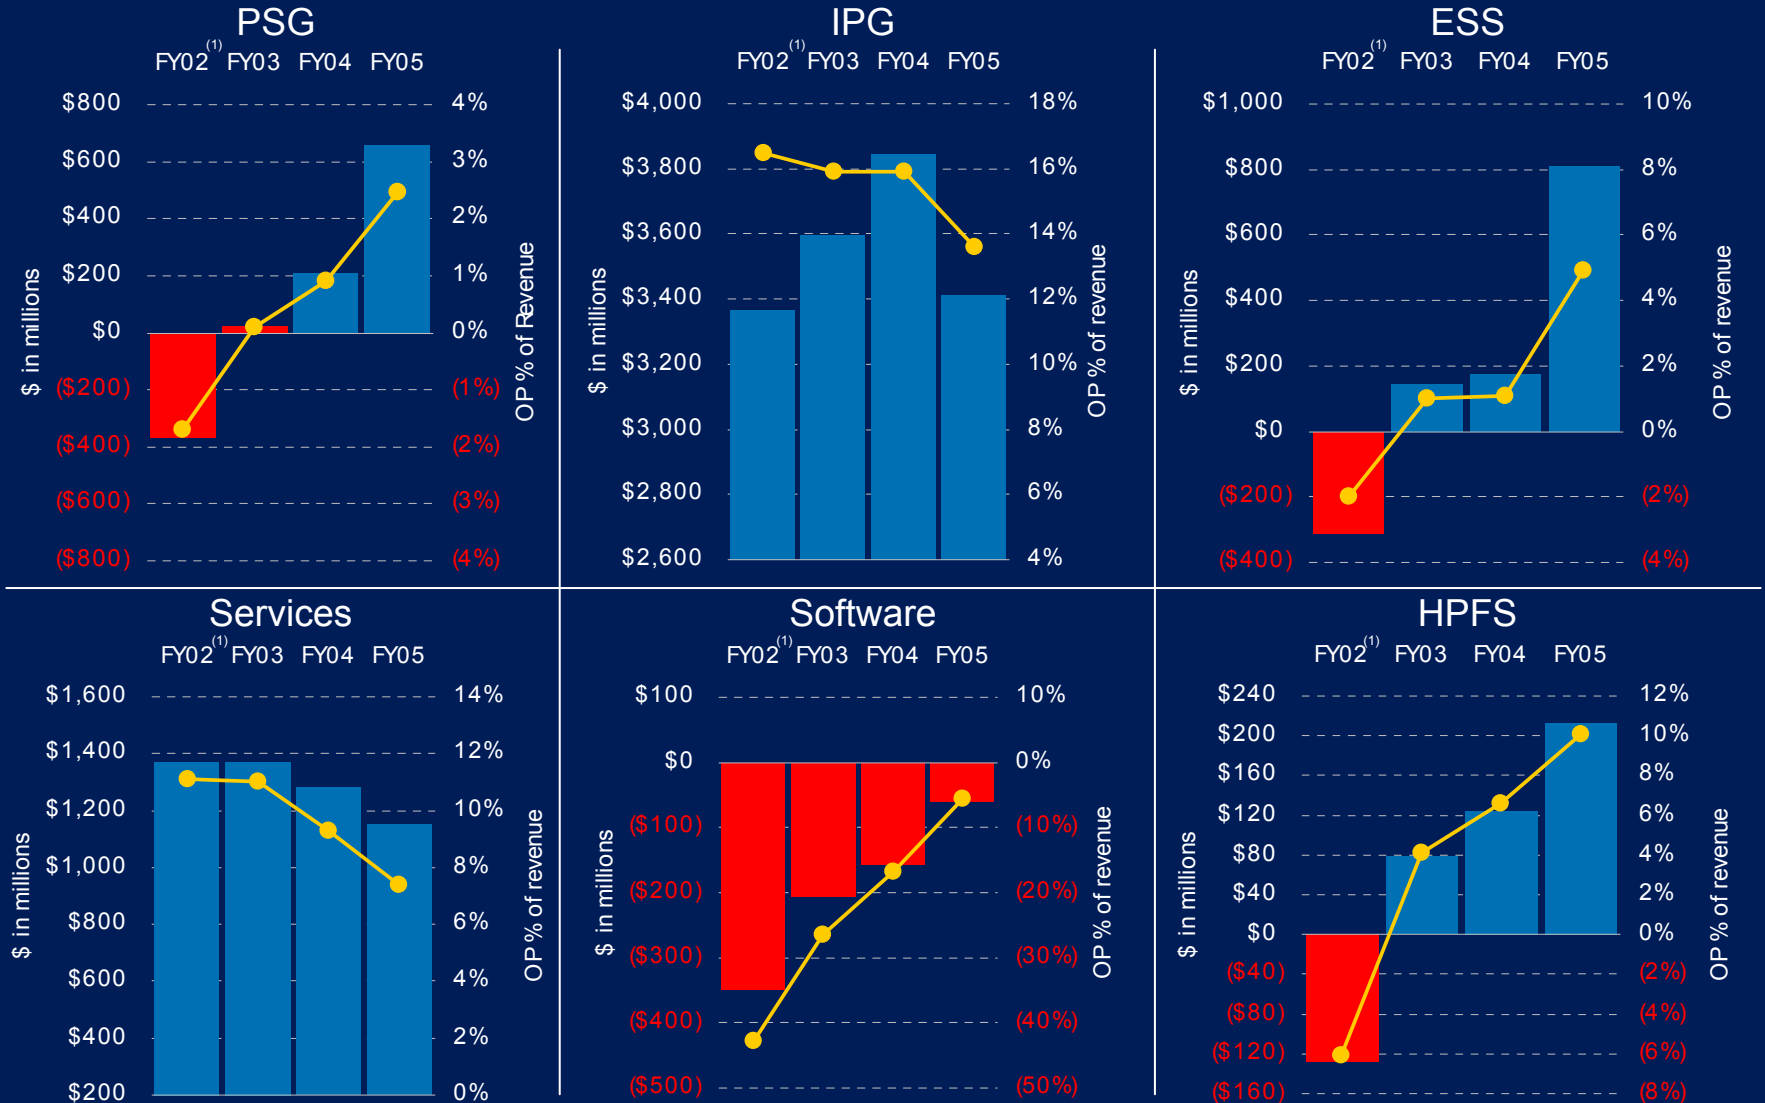 PSG
FY02(1) FY03 FY04 FY05
$800 4%
$600 3%
$400 2%
$200 1%
$0 0%
($200) (1%)
($400) (2%)
($600) (3%)
($800) (4%)
$ in millions
OP % of Revenue
IPG
FY02(1) FY03 FY04 FY05
$4,000 18%
$3,800 16%
$3,600 14%
$3,400 12%
$3,200 10%
$3,000 8%
$2,800 6%
$2,600 4%
$ in millions
OP % of revenue
ESS
FY02(1) FY03 FY04 FY05
$1,000 10%
$800 8%
$600 6%
$400 4%
$200 2%
$0 0%
($200) (2%)
($400) (4%)
$ in millions
OP % of revenue
Services
FY02(1) FY03 FY04 FY05
$1,600 14%
$1,400 12%
$1,200 10%
$1,000 8%
$800 6%
$600 4%
$400 2%
$200 0%
$ in millions
OP % of revenue
Software
FY02(1) FY03 FY04 FY05
$100 10%
$0 0%
($100) (10%)
($200) (20%)
($300) (30%)
($400) (40%)
($500) (50%)
$ in millions
OP % of revenue
HPFS
FY02(1) FY03 FY04 FY05
$240 12%
$200 10%
$160 8%
$120 6%
$80 4%
$40 2%
$0 0%
($40) (2%)
($80) (4%)
($120) (6%)
($160) (8%)
$ in millions
OP % of revenue